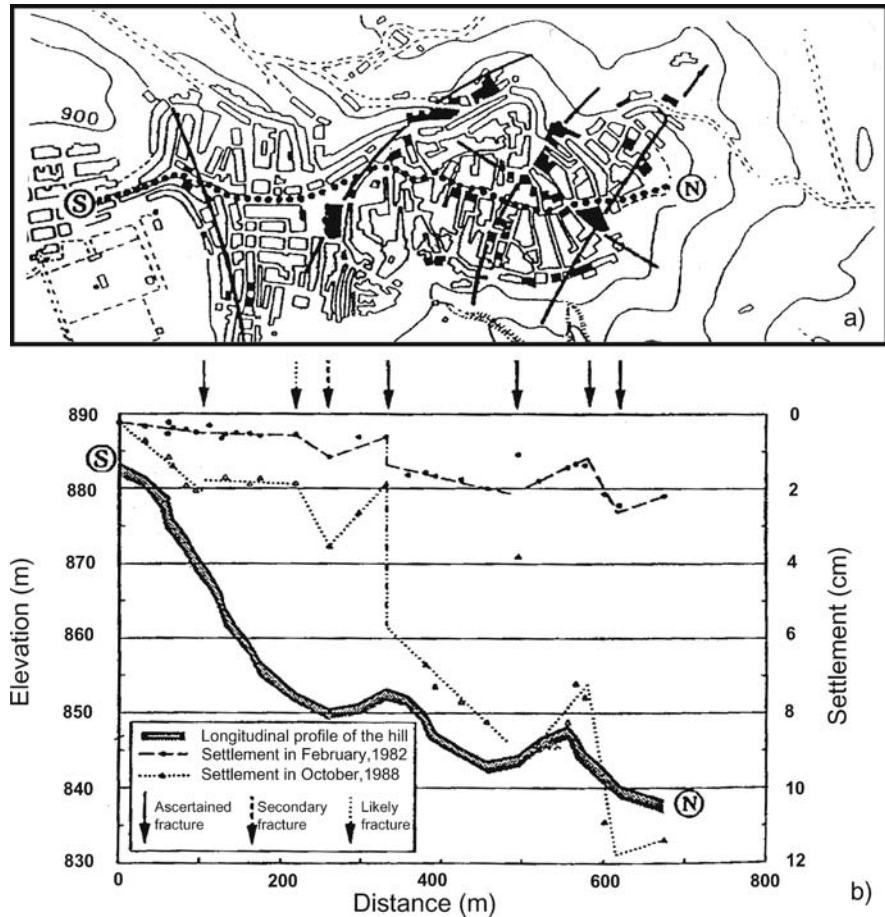 900
S
N
a)
890
880
870
860
850
840
830
Elevation (m)
S
N
0
2
4
6
8
10
12
Settlement (cm)
Longitudinal profile of the hill
Settlement in February,1982
Settlement in October,1988
Ascertained fracture
Secondary fracture
Likely fracture
0
200
400
600
800
Distance (m)
b)